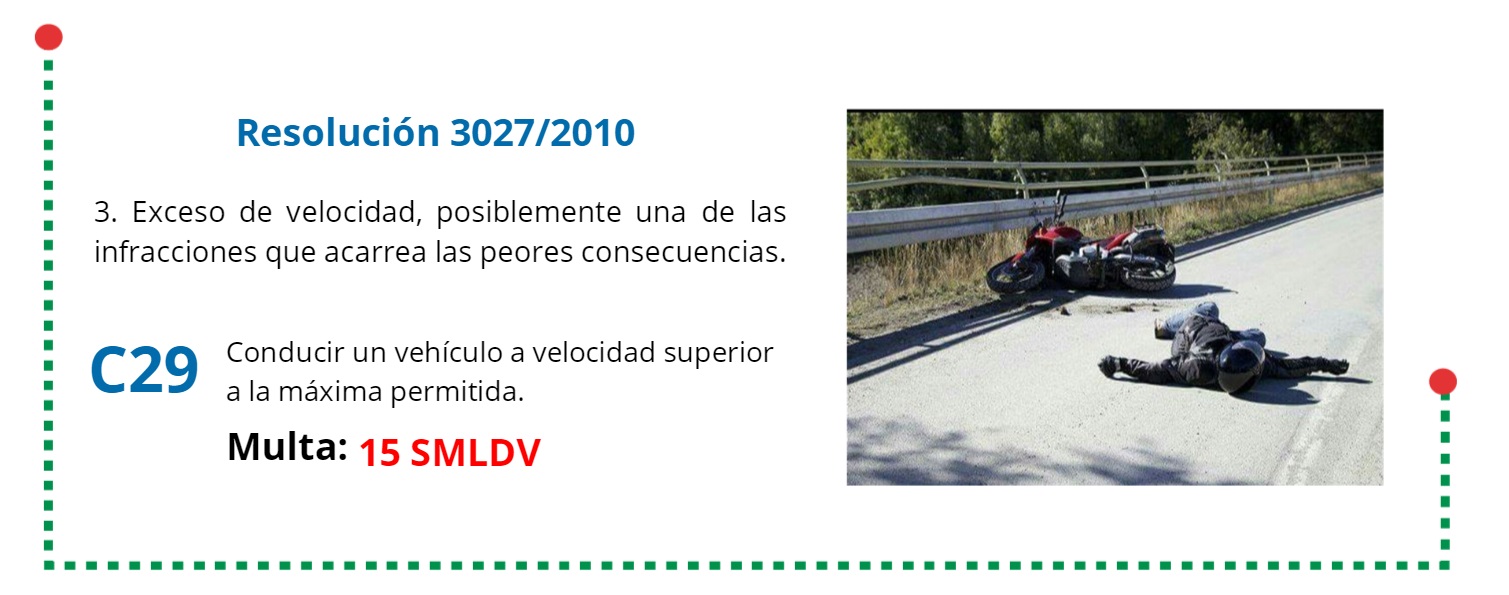 Resolución 3027/2010
3. Exceso de velocidad, posiblemente una de las
infracciones que acarrea las peores consecuencias.
C29
Conducir un vehículo a velocidad superior
a la máxima permitida.
Multa: 15 SMLDV